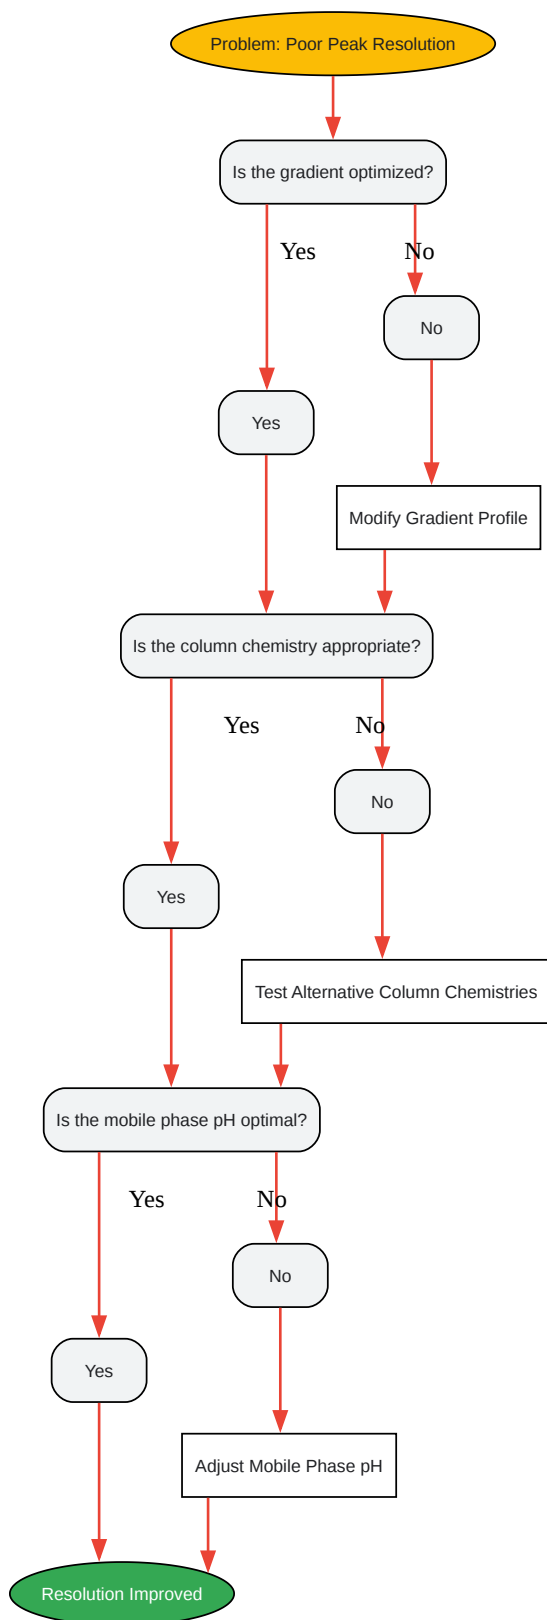 Problem: Poor Peak Resolution
Is the gradient optimized?
Yes
No
No
Yes
Modify Gradient Profile
Is the column chemistry appropriate?
Yes
No
No
Yes
Test Alternative Column Chemistries
Is the mobile phase pH optimal?
Yes
No
No
Yes
Adjust Mobile Phase pH
Resolution Improved